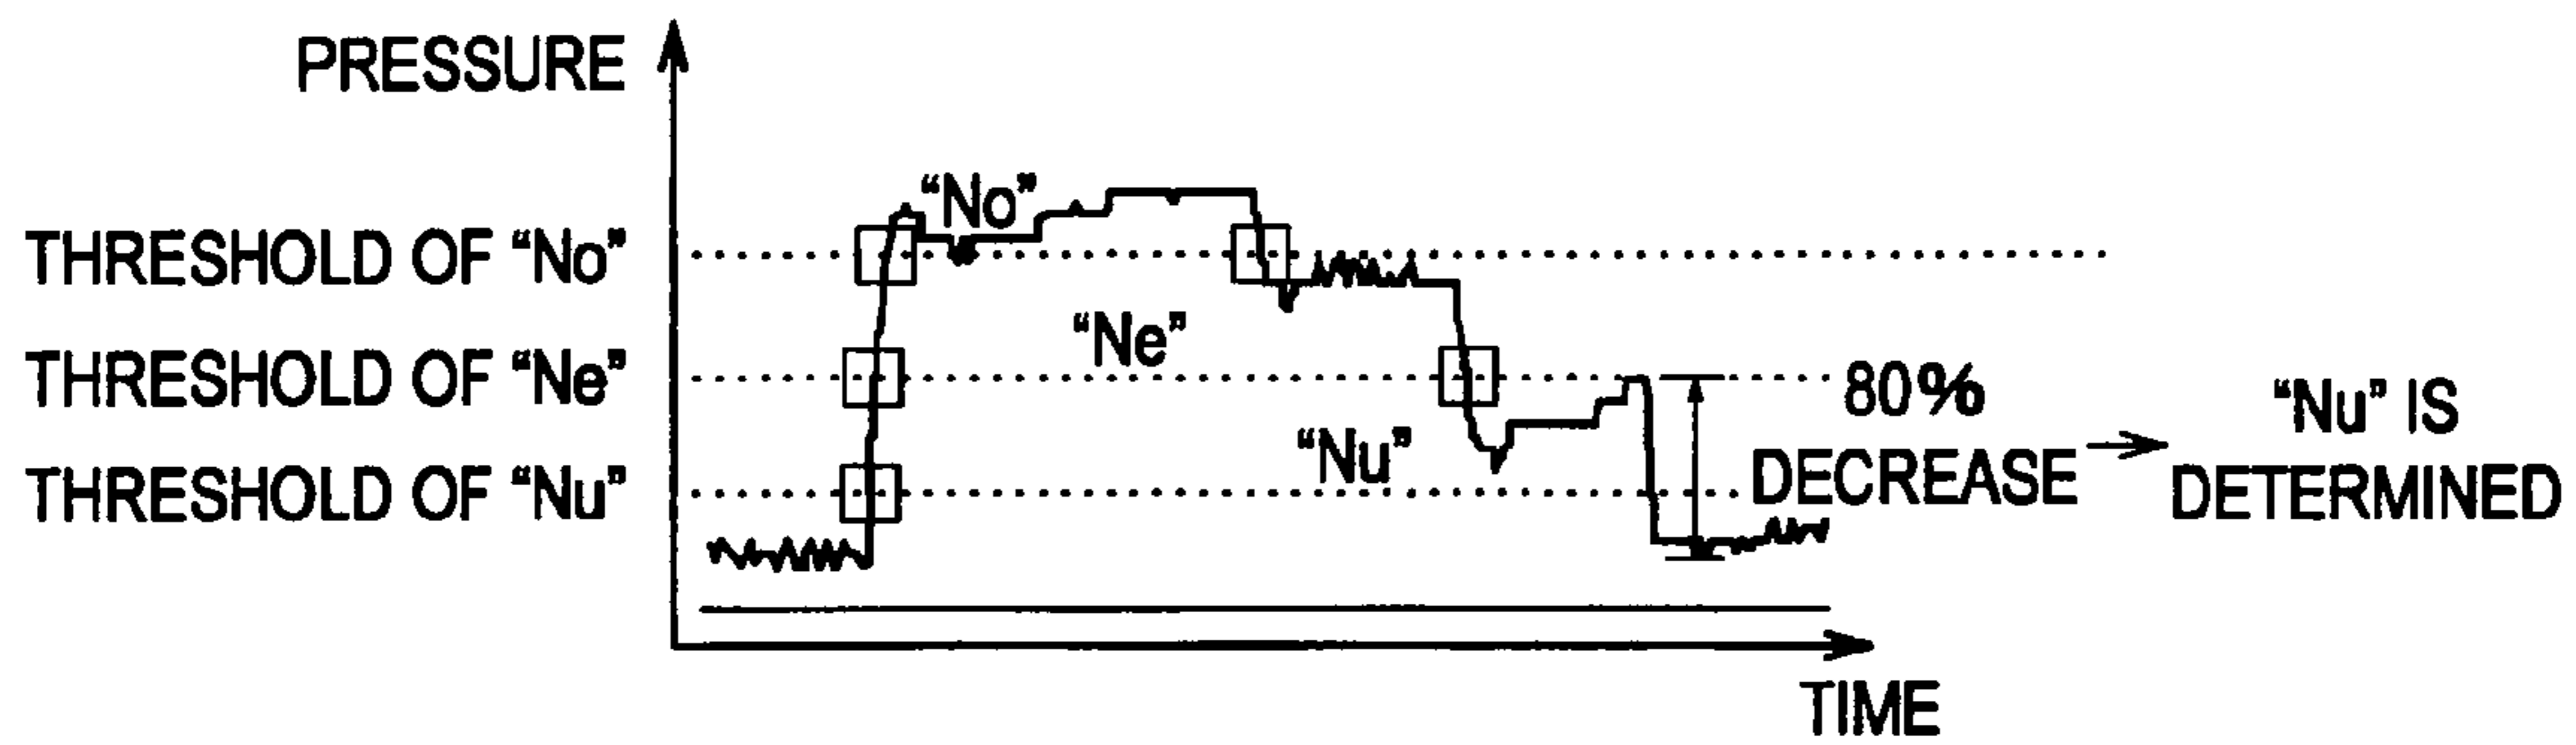 PRESSURE
“No”
THRESHOLD OF “No”
“Ne”
THRESHOLD OF “Ne”
80%
DECREASE
“Nu” IS
DETERMINED
“Nu”
THRESHOLD OF “Nu”
TIME